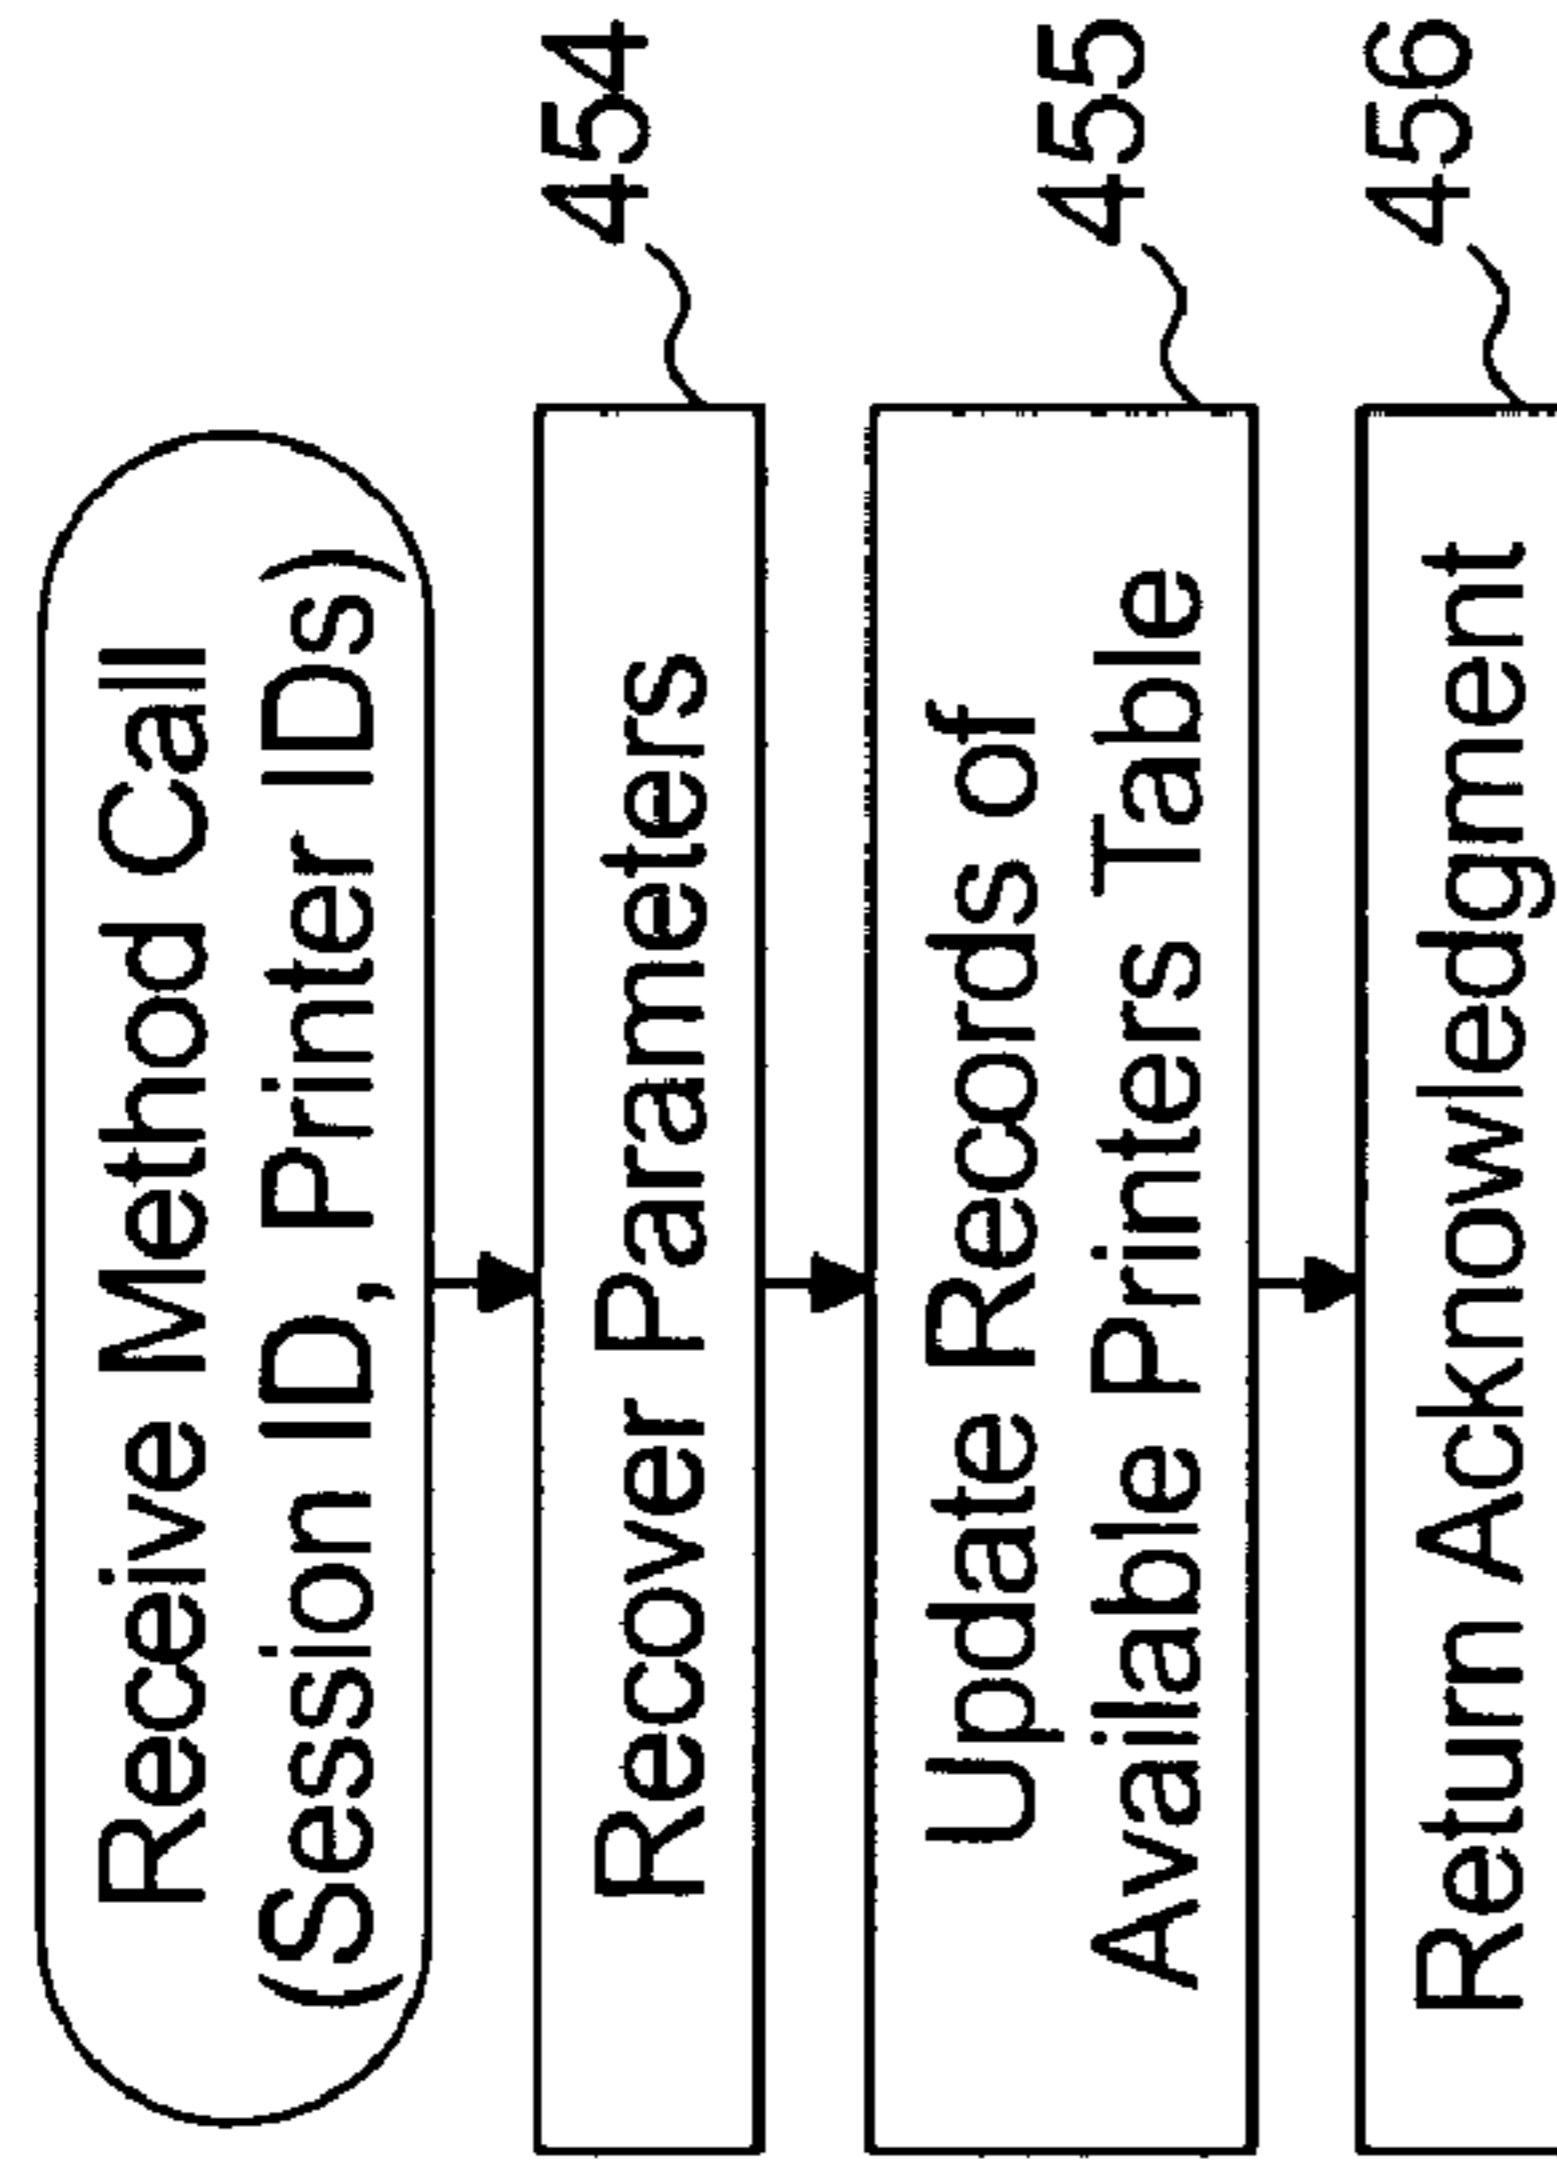 Receive Method Call
(Session ID, Printer IDs)
Recover Parameters
454
Update Records of
Available Printers Table
455
Return Acknowledgment
456